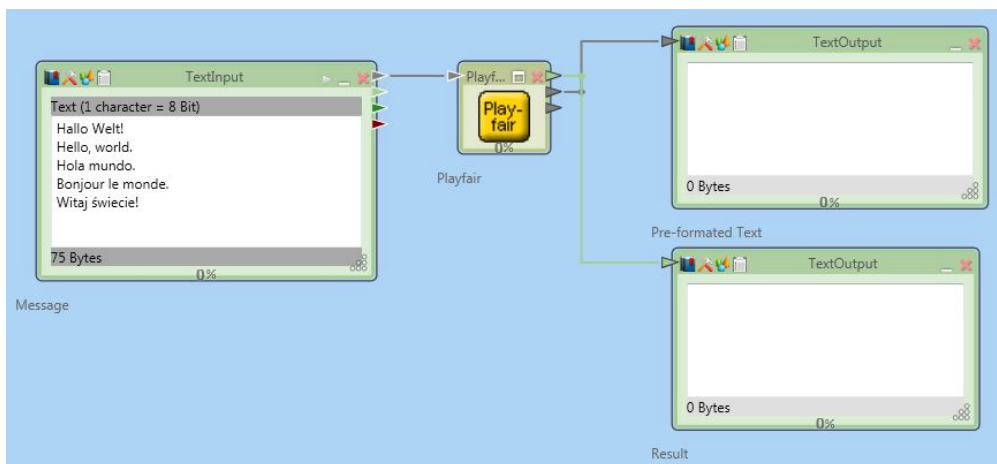 TextInput
Text (1 character = 8 Bit)
Hallo Welt!
Hello, world.
Hola mundo.
Bonjour le monde.
Witaj świecie!
75 Bytes
0%
Message
Playf...
Play-
fair
0%
Playfair
TextOutput
0 Bytes
0%
Pre-formated Text
TextOutput
0 Bytes
0%
Result